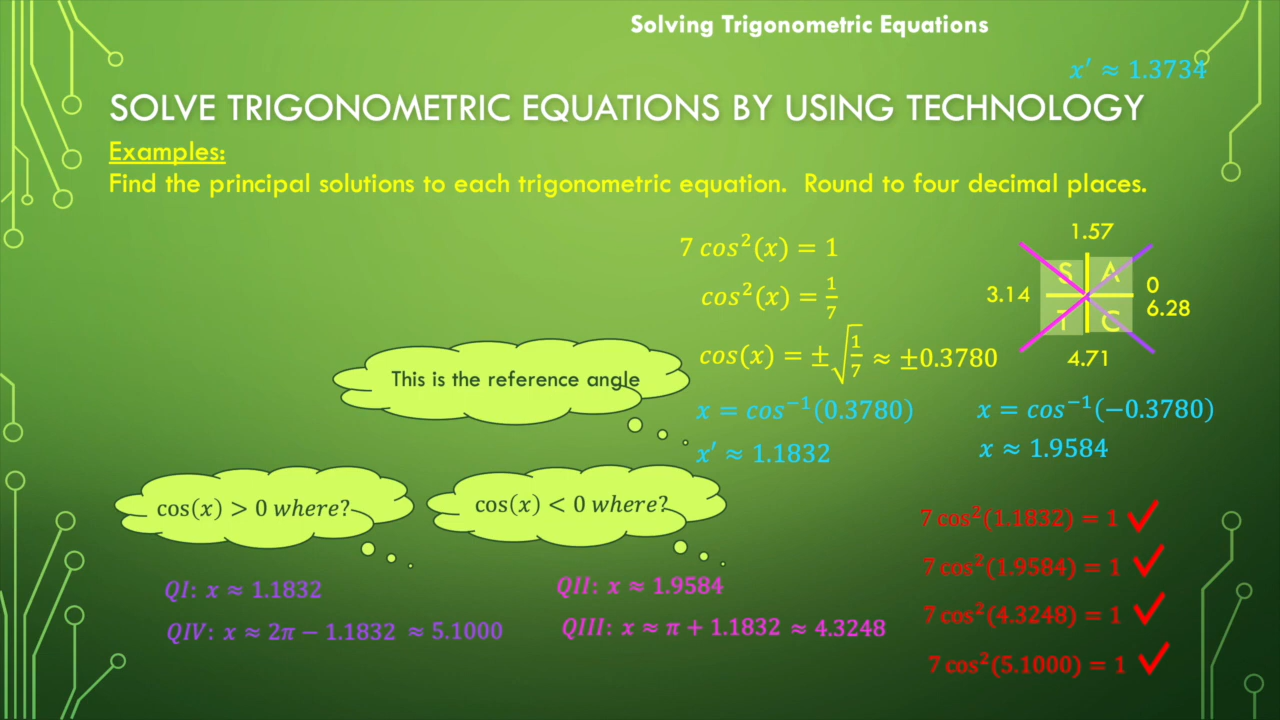 Solving Trigonometric Equations
x′ ≈ 1.3734
SOLVE TRIGONOMETRIC EQUATIONS BY USING TECHNOLOGY
Examples:
Find the principal solutions to each trigonometric equation. Round to four decimal places.
7 cos²(x) = 1
cos²(x) = 1/7
cos(x) = ±√(1/7) ≈ ±0.3780
1.57
S A
3.14
0
6.28
T C
4.71
This is the reference angle
x = cos⁻¹(0.3780)
x′ ≈ 1.1832
x = cos⁻¹(−0.3780)
x ≈ 1.9584
cos(x) > 0 where?
cos(x) < 0 where?
QI: x ≈ 1.1832
QIV: x ≈ 2π − 1.1832 ≈ 5.1000
QII: x ≈ 1.9584
QIII: x ≈ π + 1.1832 ≈ 4.3248
7 cos²(1.1832) = 1 ✓
7 cos²(1.9584) = 1 ✓
7 cos²(4.3248) = 1 ✓
7 cos²(5.1000) = 1 ✓